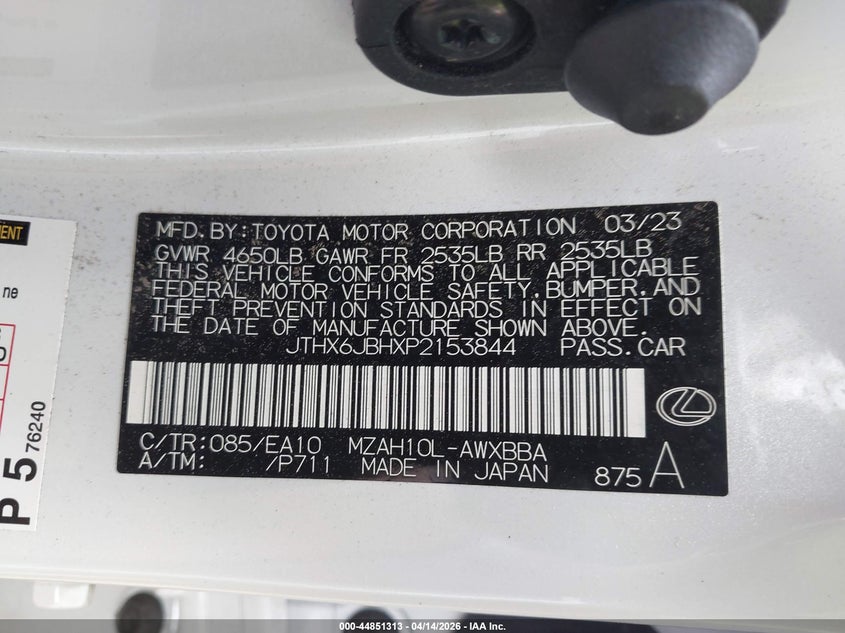 MFD.BY:TOYOTA MOTOR CORPORATION 03/23
GVWR 4650LB GAWR FR 2535LB RR 2535LB
THIS VEHICLE CONFORMS TO ALL APPLICABLE
FEDERAL MOTOR VEHICLE SAFETY,BUMPER,AND
THEFT PREVENTION STANDARDS IN EFFECT ON
THE DATE OF MANUFACTURE SHOWN ABOVE.
JTHX6JBHXP2153844 PASS.CAR
C/TR:085/EA10 MZAH10L-AWXBBA
A/TM: /P711 MADE IN JAPAN 875A
ne
P 5
76240
000-44851313 - 04/14/2026 - IAA Inc.